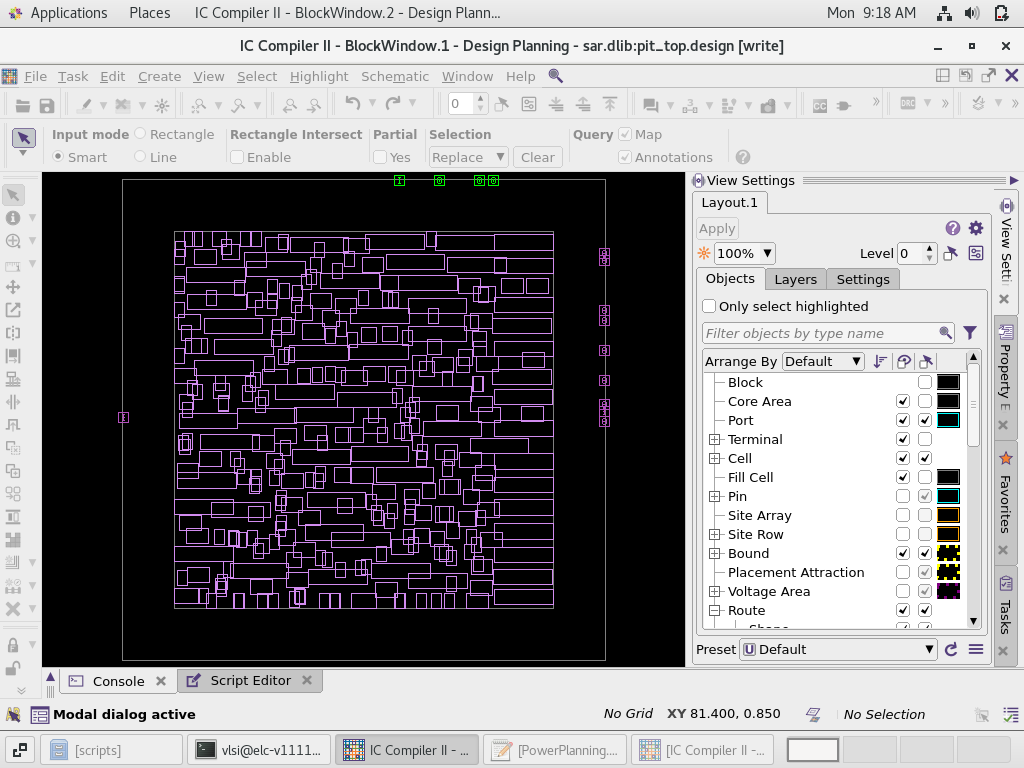 Applications Places IC Compiler II - BlockWindow.2 - Design Plann... Mon 9:18 AM
IC Compiler II - BlockWindow.1 - Design Planning - sar.dlib:pit_top.design [write]
File Task Edit Create View Select Highlight Schematic Window Help
0
CC DRC
Input mode Rectangle Rectangle Intersect Partial Selection Query Map
Smart Line Enable Yes Replace Clear Annotations
View Settings
Layout.1
Apply
100% Level 0
Objects Layers Settings
Only select highlighted
Filter objects by type name
Arrange By Default
Block
Core Area
Port
Terminal
Cell
Fill Cell
Pin
Site Array
Site Row
Bound
Placement Attraction
Voltage Area
Route
Preset Default
View Setti
Property E
Favorites
Tasks
Console Script Editor
Modal dialog active No Grid XY 81.400, 0.850 No Selection
[scripts] vlsi@elc-v1111... IC Compiler II - ... [PowerPlanning.... [IC Compiler II -...